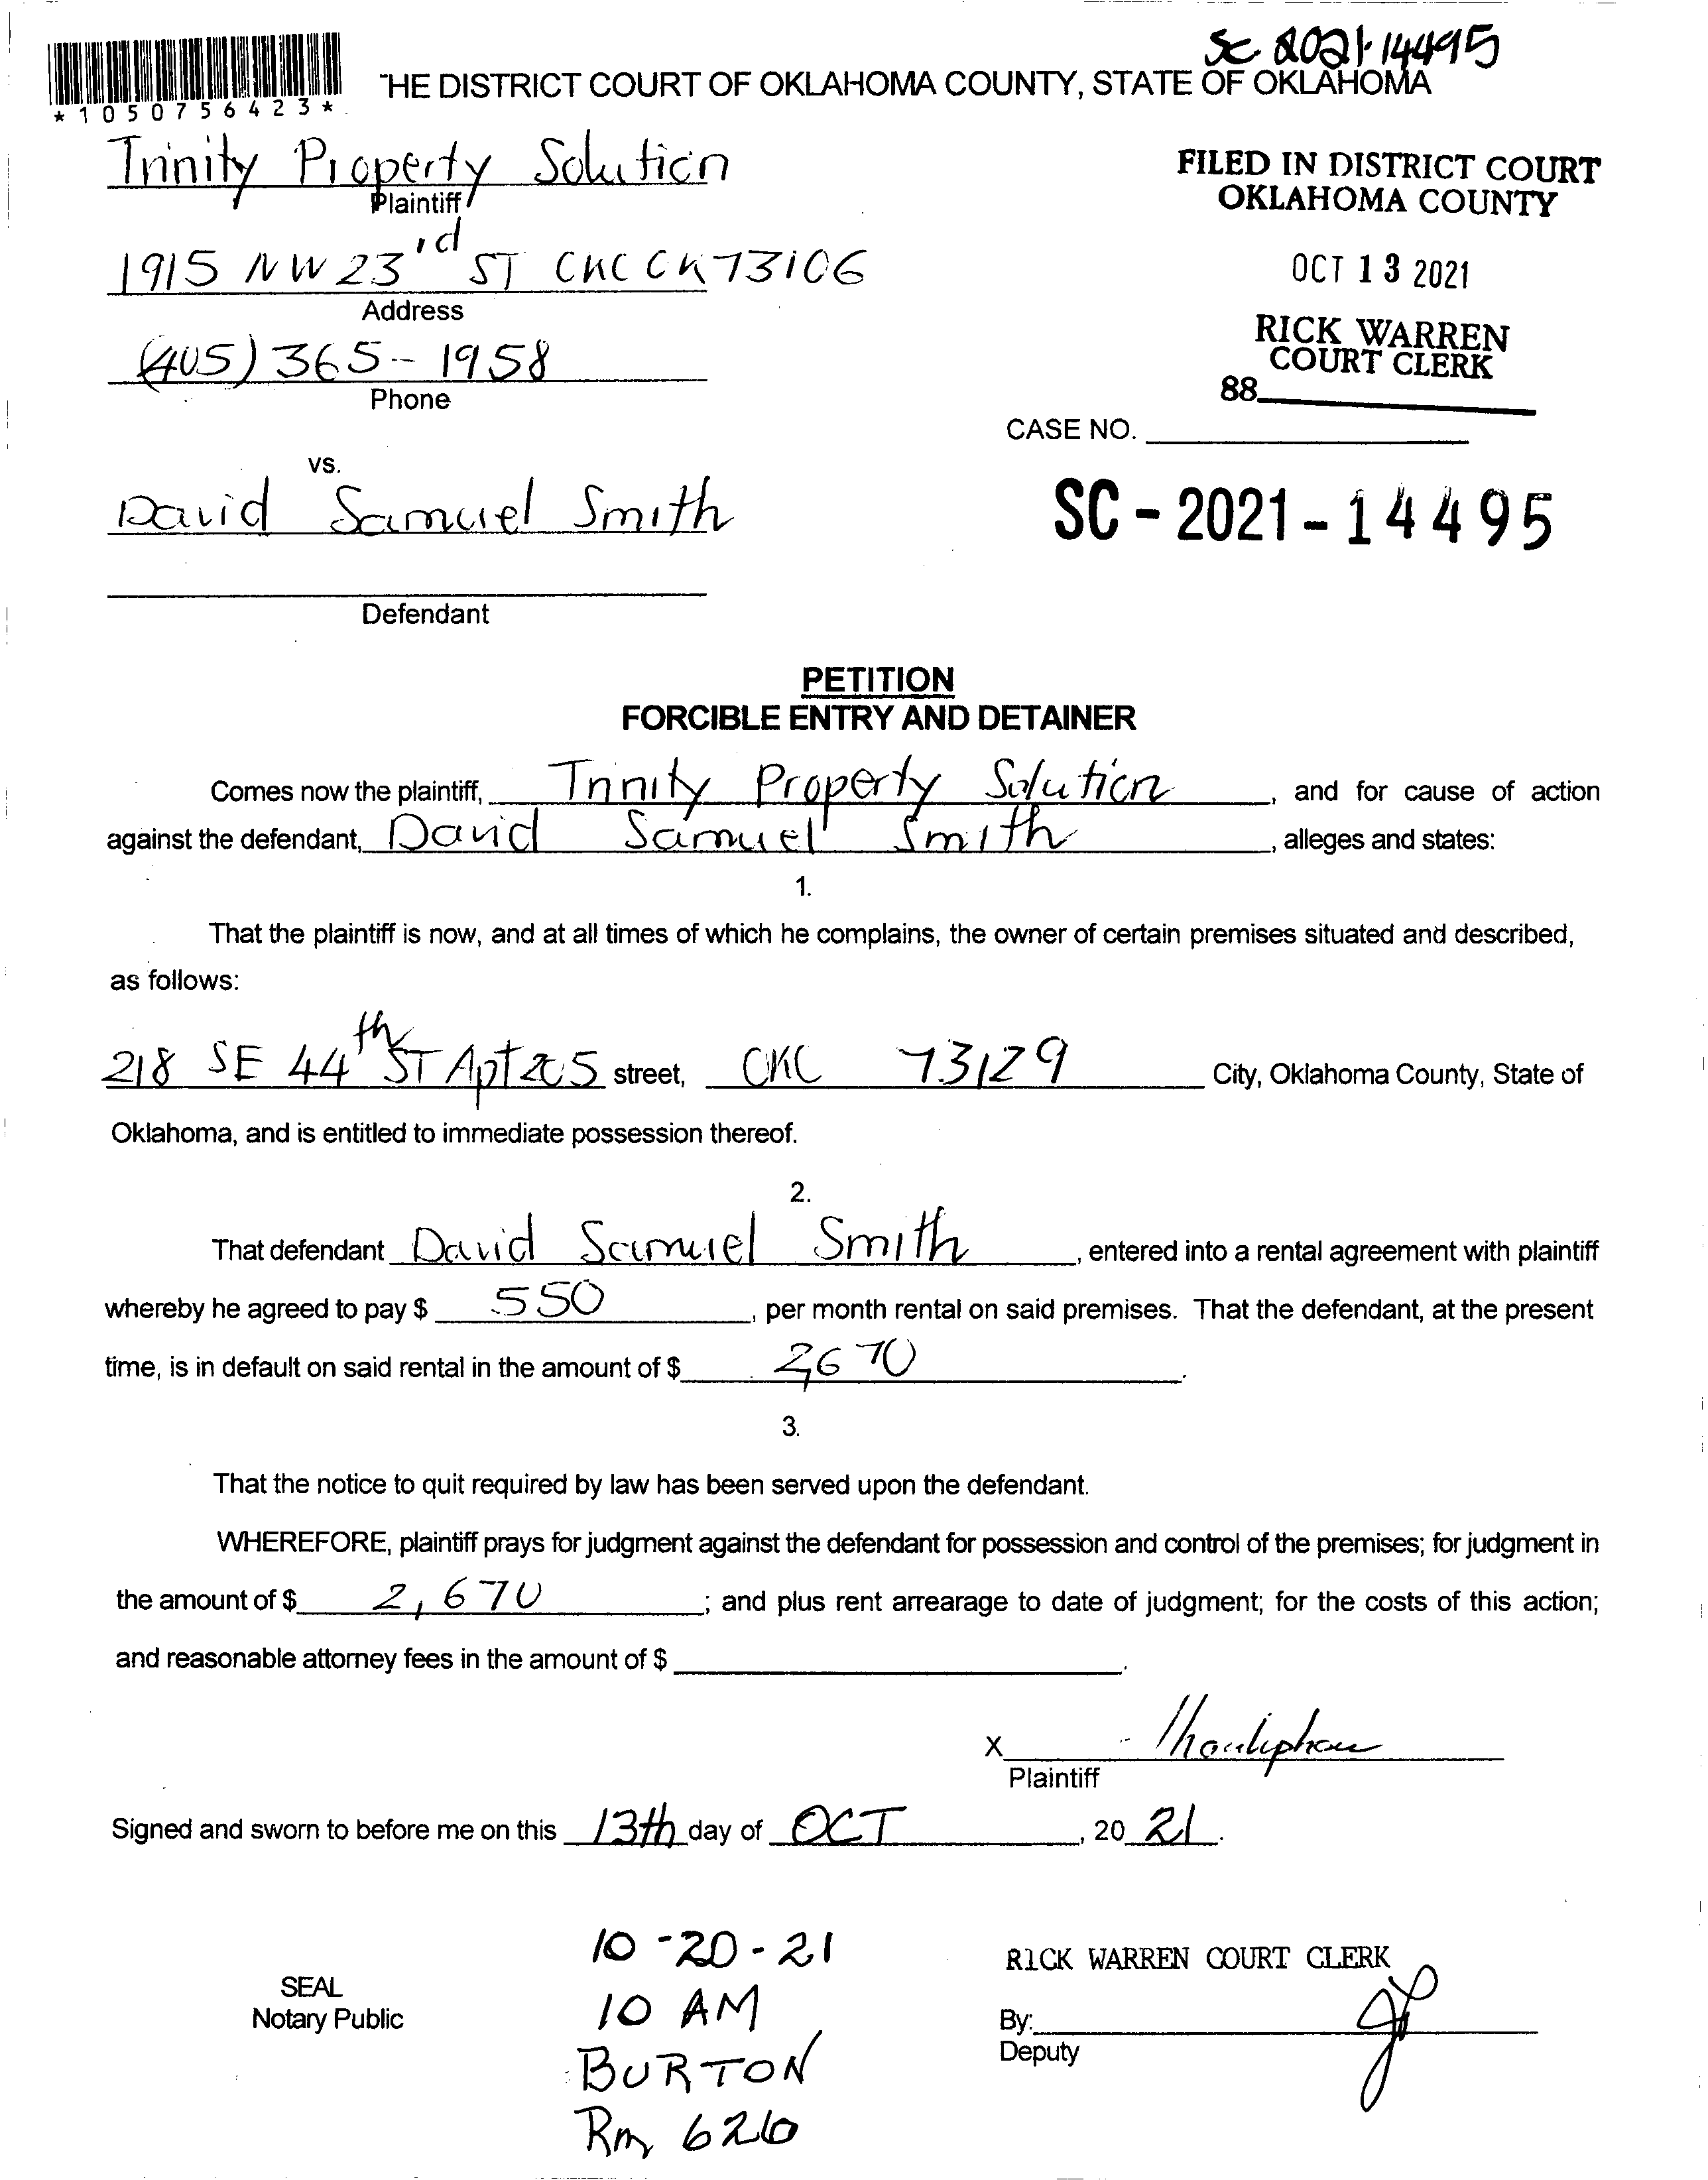 SC 2021-14495
*1050756423*
THE DISTRICT COURT OF OKLAHOMA COUNTY, STATE OF OKLAHOMA
Trinity Property Solution
Plaintiff
1915 NW 23rd ST OKC OK 73106
Address
(405) 365-1958
Phone
FILED IN DISTRICT COURT
OKLAHOMA COUNTY
OCT 13 2021
RICK WARREN
COURT CLERK
88
CASE NO.
SC - 2021 - 14495
vs.
David Samuel Smith
Defendant
PETITION
FORCIBLE ENTRY AND DETAINER
Comes now the plaintiff, Trinity Property Solution, and for cause of action
against the defendant, David Samuel Smith, alleges and states:
1.
That the plaintiff is now, and at all times of which he complains, the owner of certain premises situated and described,
as follows:
218 SE 44th ST Apt 205 street, OKC 73129 City, Oklahoma County, State of
Oklahoma, and is entitled to immediate possession thereof.
2.
That defendant David Samuel Smith, entered into a rental agreement with plaintiff
whereby he agreed to pay $ 550, per month rental on said premises. That the defendant, at the present
time, is in default on said rental in the amount of $ 2,670.
3.
That the notice to quit required by law has been served upon the defendant.
WHEREFORE, plaintiff prays for judgment against the defendant for possession and control of the premises; for judgment in
the amount of $ 2,670; and plus rent arrearage to date of judgment; for the costs of this action;
and reasonable attorney fees in the amount of $ .
X
Plaintiff
Signed and sworn to before me on this 13th day of OCT, 20 21.
SEAL
Notary Public
10-20-21
10 AM
BURTON
Rm 626
RICK WARREN COURT CLERK
By:
Deputy